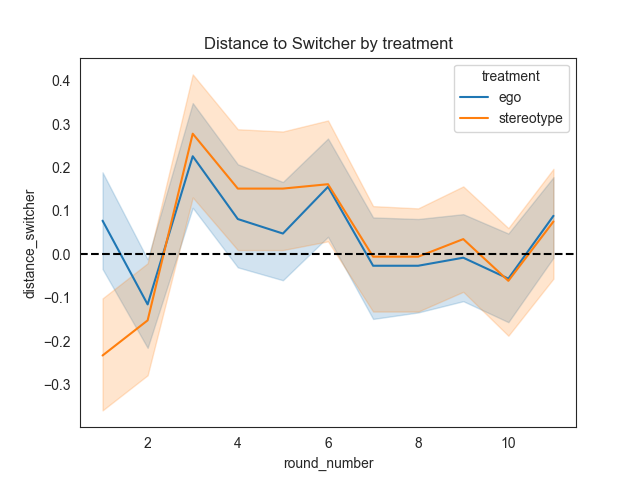 Distance to Switcher by treatment
treatment
ego
stereotype
distance_switcher
0.4
0.3
0.2
0.1
0.0
−0.1
−0.2
−0.3
2
4
6
8
10
round_number